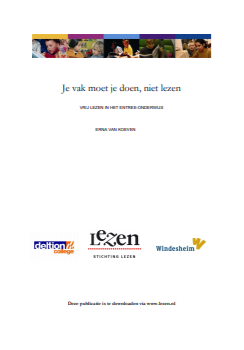 Je vak moet je doen, niet lezen
VRIJ LEZEN IN HET ENTREE-ONDERWIJS
ERNA VAN KOEVEN
deltion
college
Lezen
STICHTING LEZEN
Windesheim
Deze publicatie is te downloaden via www.lezen.nl